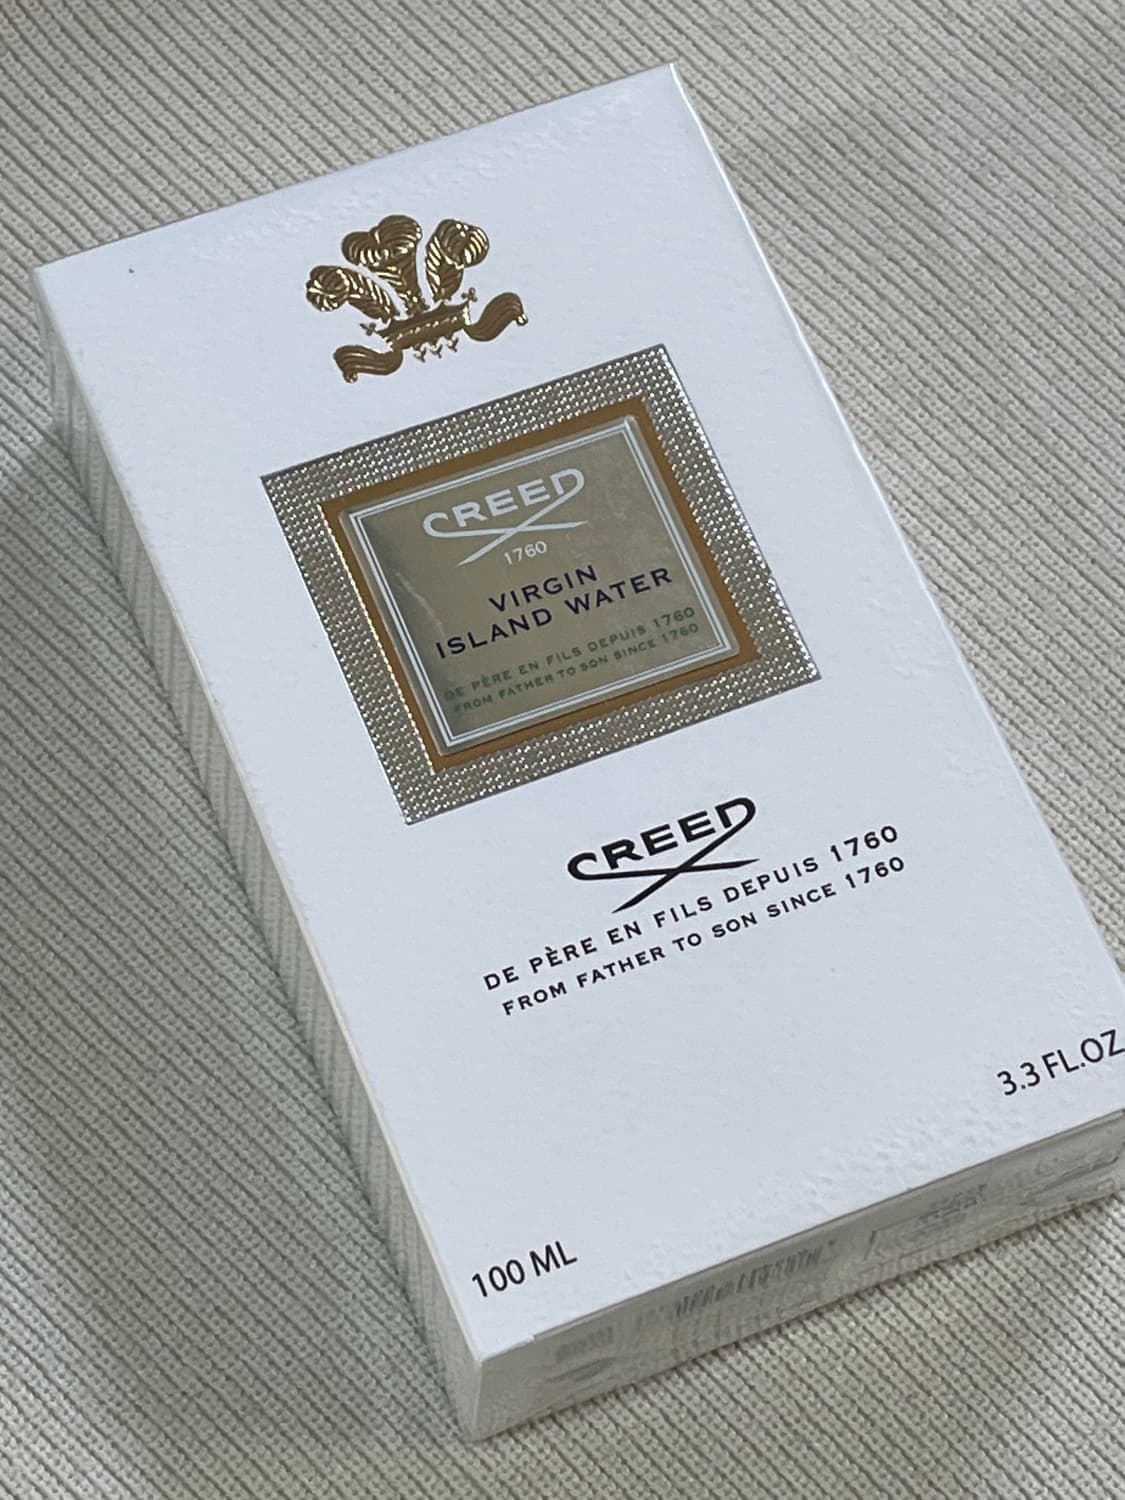 CREED
1760
VIRGIN
ISLAND WATER
DE PÈRE EN FILS DEPUIS 1760
FROM FATHER TO SON SINCE 1760
CREED
DE PÈRE EN FILS DEPUIS 1760
FROM FATHER TO SON SINCE 1760
3.3 FL.OZ
100 ML